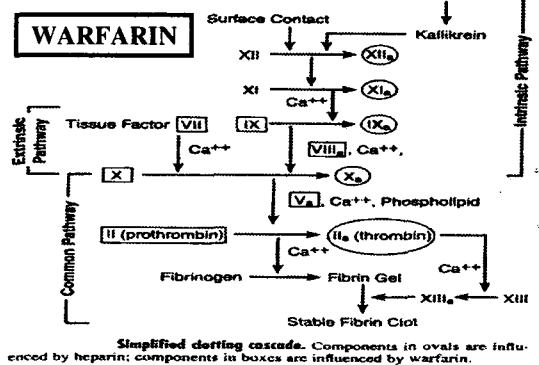 Surface Contact
WARFARIN
Kallikrein
XII XIIa
XI XIa
Ca++
Intrinsic Pathway
Extrinsic Pathway
Tissue Factor VII IX IXa
Ca++ VIIIa, Ca++,
X Xa
Common Pathway
Va, Ca++, Phospholipid
II (prothrombin) IIa (thrombin)
Ca++ Ca++
Fibrinogen Fibrin Gel
XIIIa XIII
Stable Fibrin Clot
Simplified clotting cascade. Components in ovals are influ-
enced by heparin; components in boxes are influenced by warfarin.